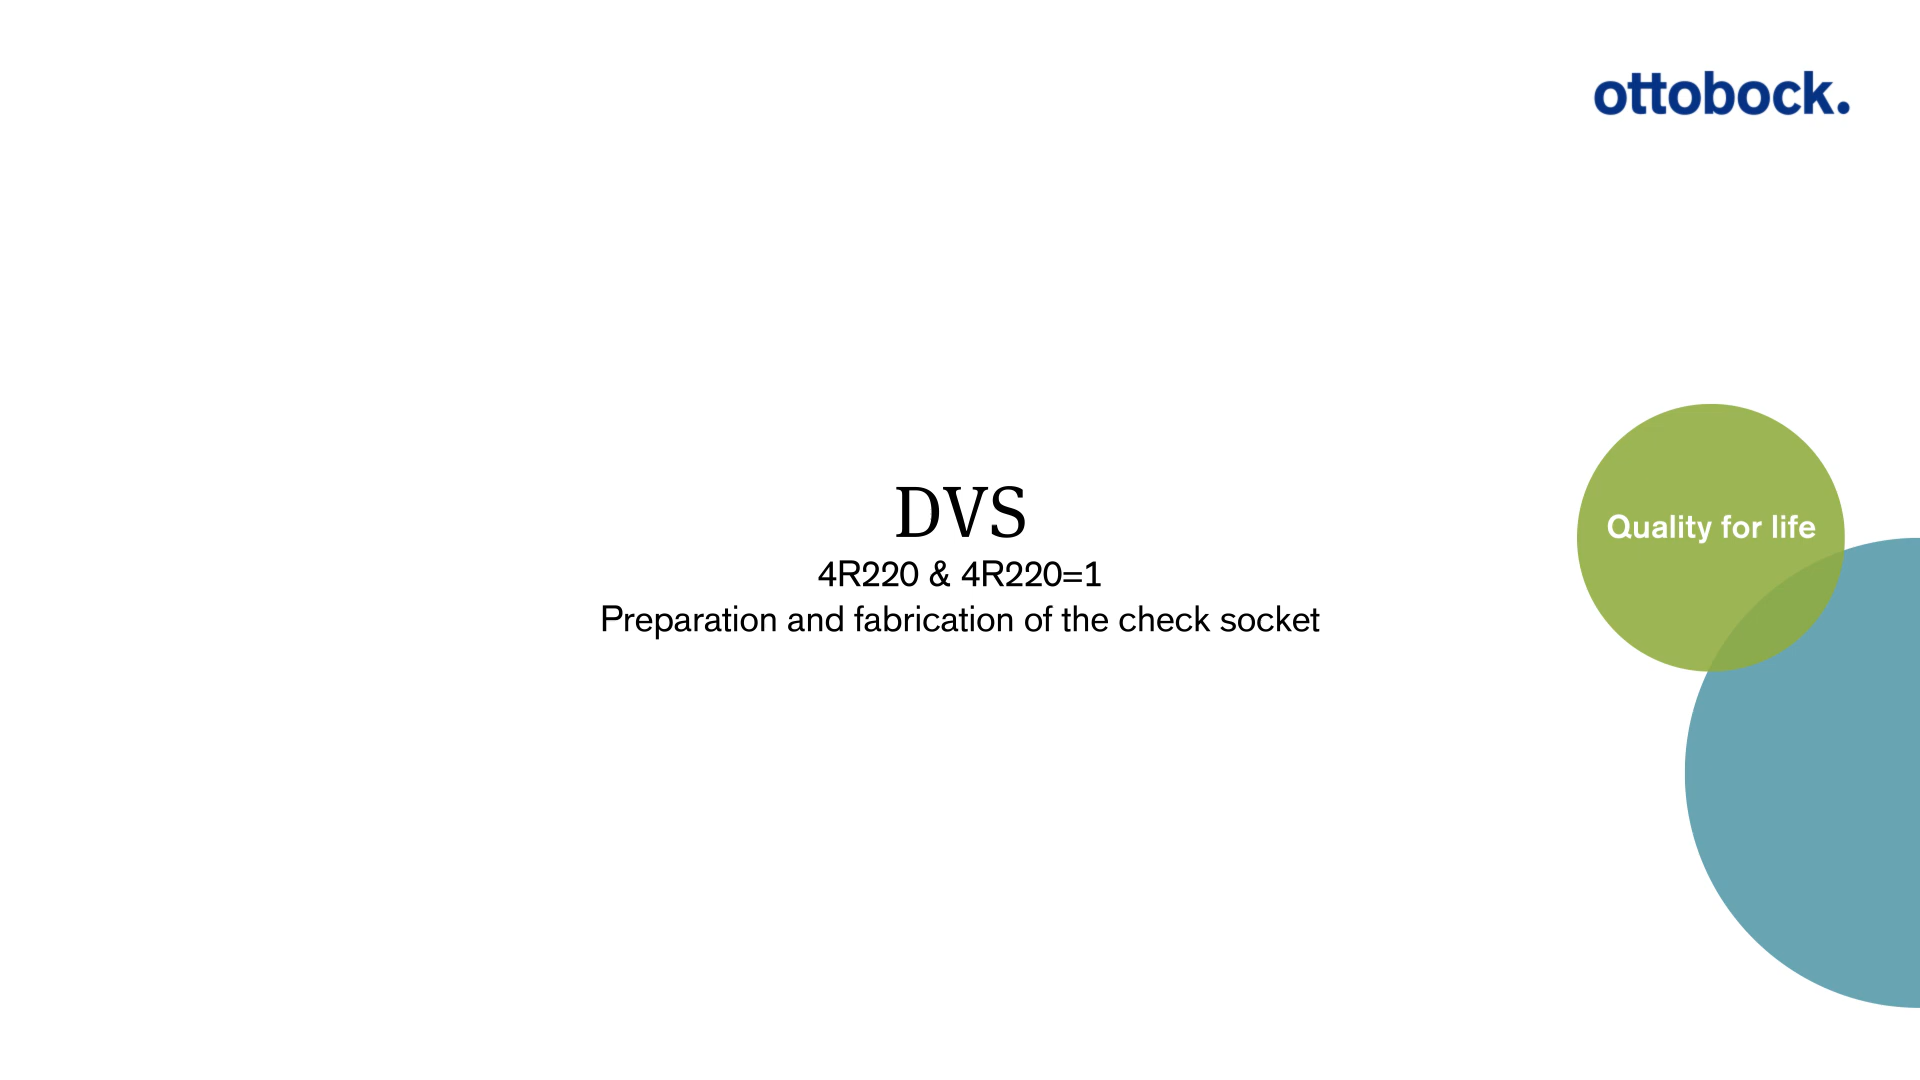 ottobock.
DVS
4R220 & 4R220=1
Preparation and fabrication of the check socket
Quality for life